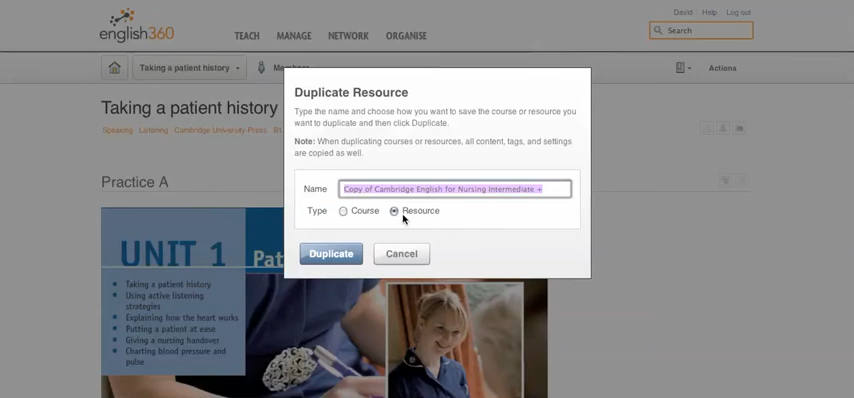 english360
TEACH MANAGE NETWORK ORGANISE
David Help Log out
Search
Taking a patient history
Actions
Taking a patient history
Speaking Listening Cambridge University Press
Practice A
UNIT 1
Taking a patient history
Using active listening
strategies
Explaining how the heart works
Putting a patient at ease
Giving a nursing handover
Charting blood pressure and
pulse
Duplicate Resource
Type the name and choose how you want to save the course or resource you
want to duplicate and then click Duplicate.
Note: When duplicating courses or resources, all content, tags, and settings
are copied as well.
Name Copy of Cambridge English for Nursing Intermediate +
Type Course Resource
Duplicate Cancel